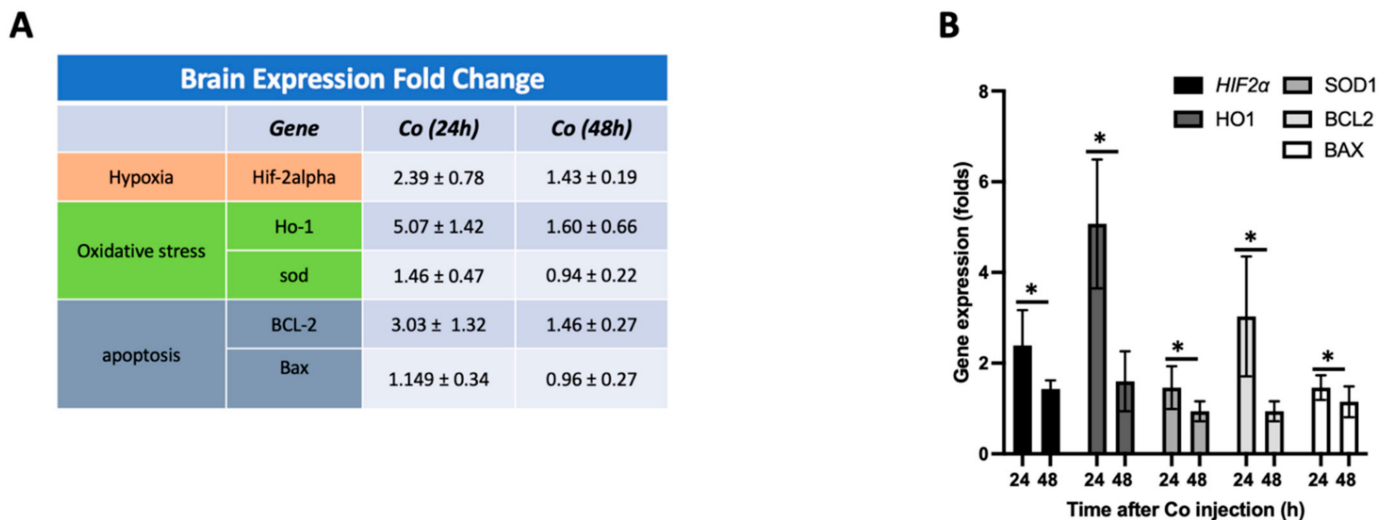 A
Brain Expression Fold Change
Gene Co (24h) Co (48h)
Hypoxia Hif-2alpha 2.39 ± 0.78 1.43 ± 0.19
Oxidative stress
Ho-1 5.07 ± 1.42 1.60 ± 0.66
sod 1.46 ± 0.47 0.94 ± 0.22
apoptosis
BCL-2 3.03 ± 1.32 1.46 ± 0.27
Bax 1.149 ± 0.34 0.96 ± 0.27
B
HIF2α SOD1
HO1 BCL2
BAX
Gene expression (folds)
8
6
4
2
0
* * * * *
24 48 24 48 24 48 24 48 24 48
Time after Co injection (h)